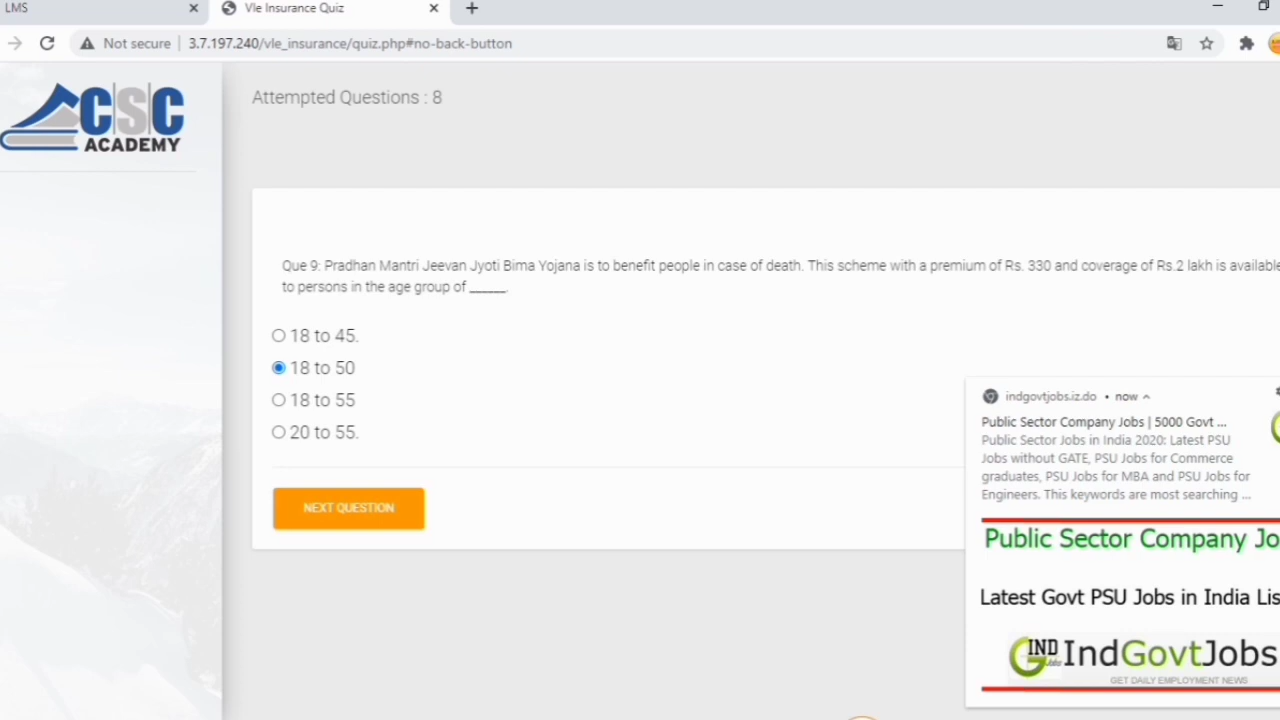 LMS
Vle Insurance Quiz
Not secure
3.7.197.240/vle_insurance/quiz.php#no-back-button
CSC
ACADEMY
Attempted Questions : 8
Que 9: Pradhan Mantri Jeevan Jyoti Bima Yojana is to benefit people in case of death. This scheme with a premium of Rs. 330 and coverage of Rs.2 lakh is available
to persons in the age group of ______.
18 to 45.
18 to 50
18 to 55
20 to 55.
NEXT QUESTION
indgovtjobs.iz.do • now
Public Sector Company Jobs | 5000 Govt ...
Public Sector Jobs in India 2020: Latest PSU
Jobs without GATE, PSU Jobs for Commerce
graduates, PSU Jobs for MBA and PSU Jobs for
Engineers. This keywords are most searching ...
Public Sector Company Jo
Latest Govt PSU Jobs in India Lis
IND
Jobs
IndGovtJobs
GET DAILY EMPLOYMENT NEWS